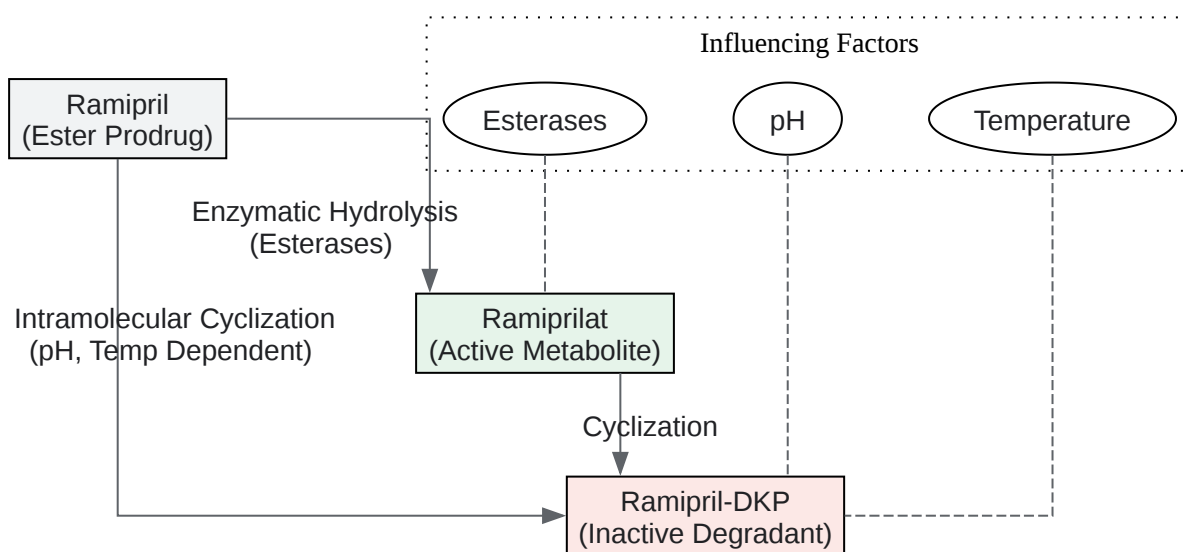 Influencing Factors
Ramipril
(Ester Prodrug)
Esterases
pH
Temperature
Enzymatic Hydrolysis
(Esterases)
Intramolecular Cyclization
(pH, Temp Dependent)
Ramiprilat
(Active Metabolite)
Cyclization
Ramipril-DKP
(Inactive Degradant)